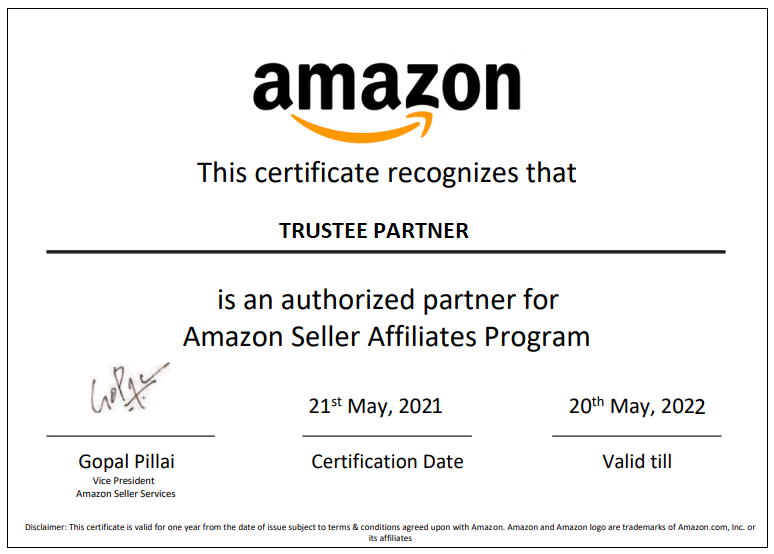 amazon
This certificate recognizes that
TRUSTEE PARTNER
is an authorized partner for
Amazon Seller Affiliates Program
21st May, 2021
20th May, 2022
Gopal Pillai
Vice President
Amazon Seller Services
Certification Date
Valid till
Disclaimer: This certificate is valid for one year from the date of issue subject to terms & conditions agreed upon with Amazon. Amazon and Amazon logo are trademarks of Amazon.com, Inc. or
its affiliates